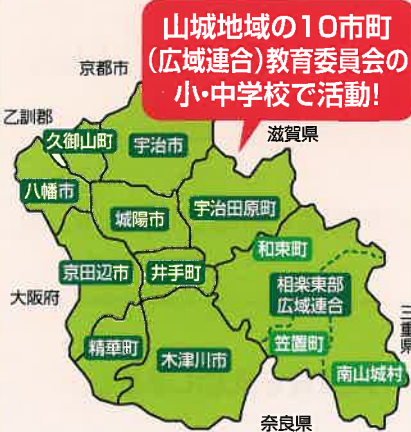 山城地域の10市町
（広域連合）教育委員会の
小・中学校で活動！
京都市
滋賀県
乙訓郡
久御山町
宇治市
八幡市
城陽市
宇治田原町
和束町
京田辺市
井手町
相楽東部
広域連合
大阪府
三重県
精華町
木津川市
笠置町
南山城村
奈良県